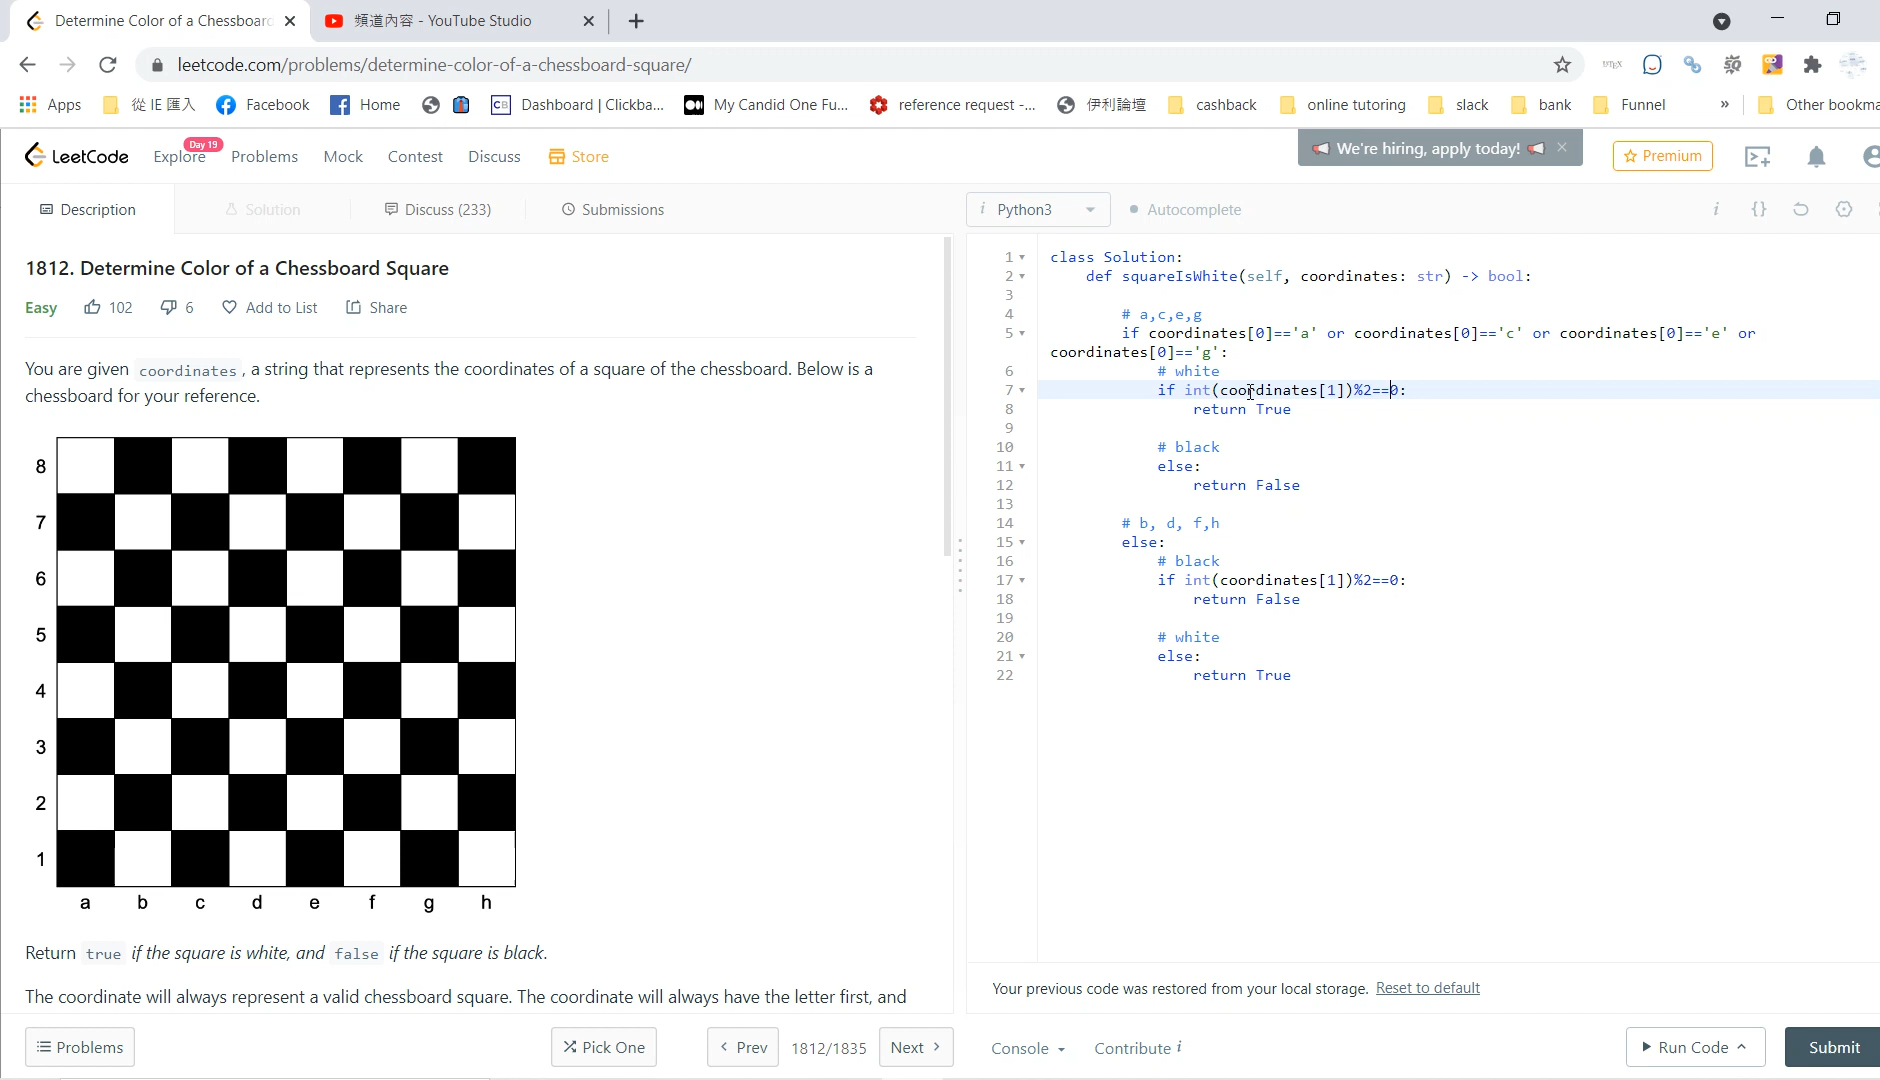 Determine Color of a Chessboard
頻道內容 - YouTube Studio
leetcode.com/problems/determine-color-of-a-chessboard-square/
Apps
從 IE 匯入
Facebook
Home
Dashboard | Clickba...
My Candid One Fu...
reference request -...
伊利論壇
cashback
online tutoring
slack
bank
Funnel
»
Other bookma
LeetCode
Explore
Day 19
Problems
Mock
Contest
Discuss
Store
We're hiring, apply today!
Premium
Description
Solution
Discuss (233)
Submissions
i Python3
Autocomplete
i
{}
1812. Determine Color of a Chessboard Square
Easy
102
6
Add to List
Share
You are given coordinates, a string that represents the coordinates of a square of the chessboard. Below is a
chessboard for your reference.
8
7
6
5
4
3
2
1
a b c d e f g h
Return true if the square is white, and false if the square is black.
The coordinate will always represent a valid chessboard square. The coordinate will always have the letter first, and
1 class Solution:
2 def squareIsWhite(self, coordinates: str) -> bool:
3
4 # a,c,e,g
5 if coordinates[0]=='a' or coordinates[0]=='c' or coordinates[0]=='e' or
coordinates[0]=='g':
6 # white
7 if int(coordinates[1])%2==0:
8 return True
9
10 # black
11 else:
12 return False
13
14 # b, d, f,h
15 else:
16 # black
17 if int(coordinates[1])%2==0:
18 return False
19
20 # white
21 else:
22 return True
Your previous code was restored from your local storage. Reset to default
Problems
Pick One
Prev
1812/1835
Next
Console
Contribute i
Run Code
Submit